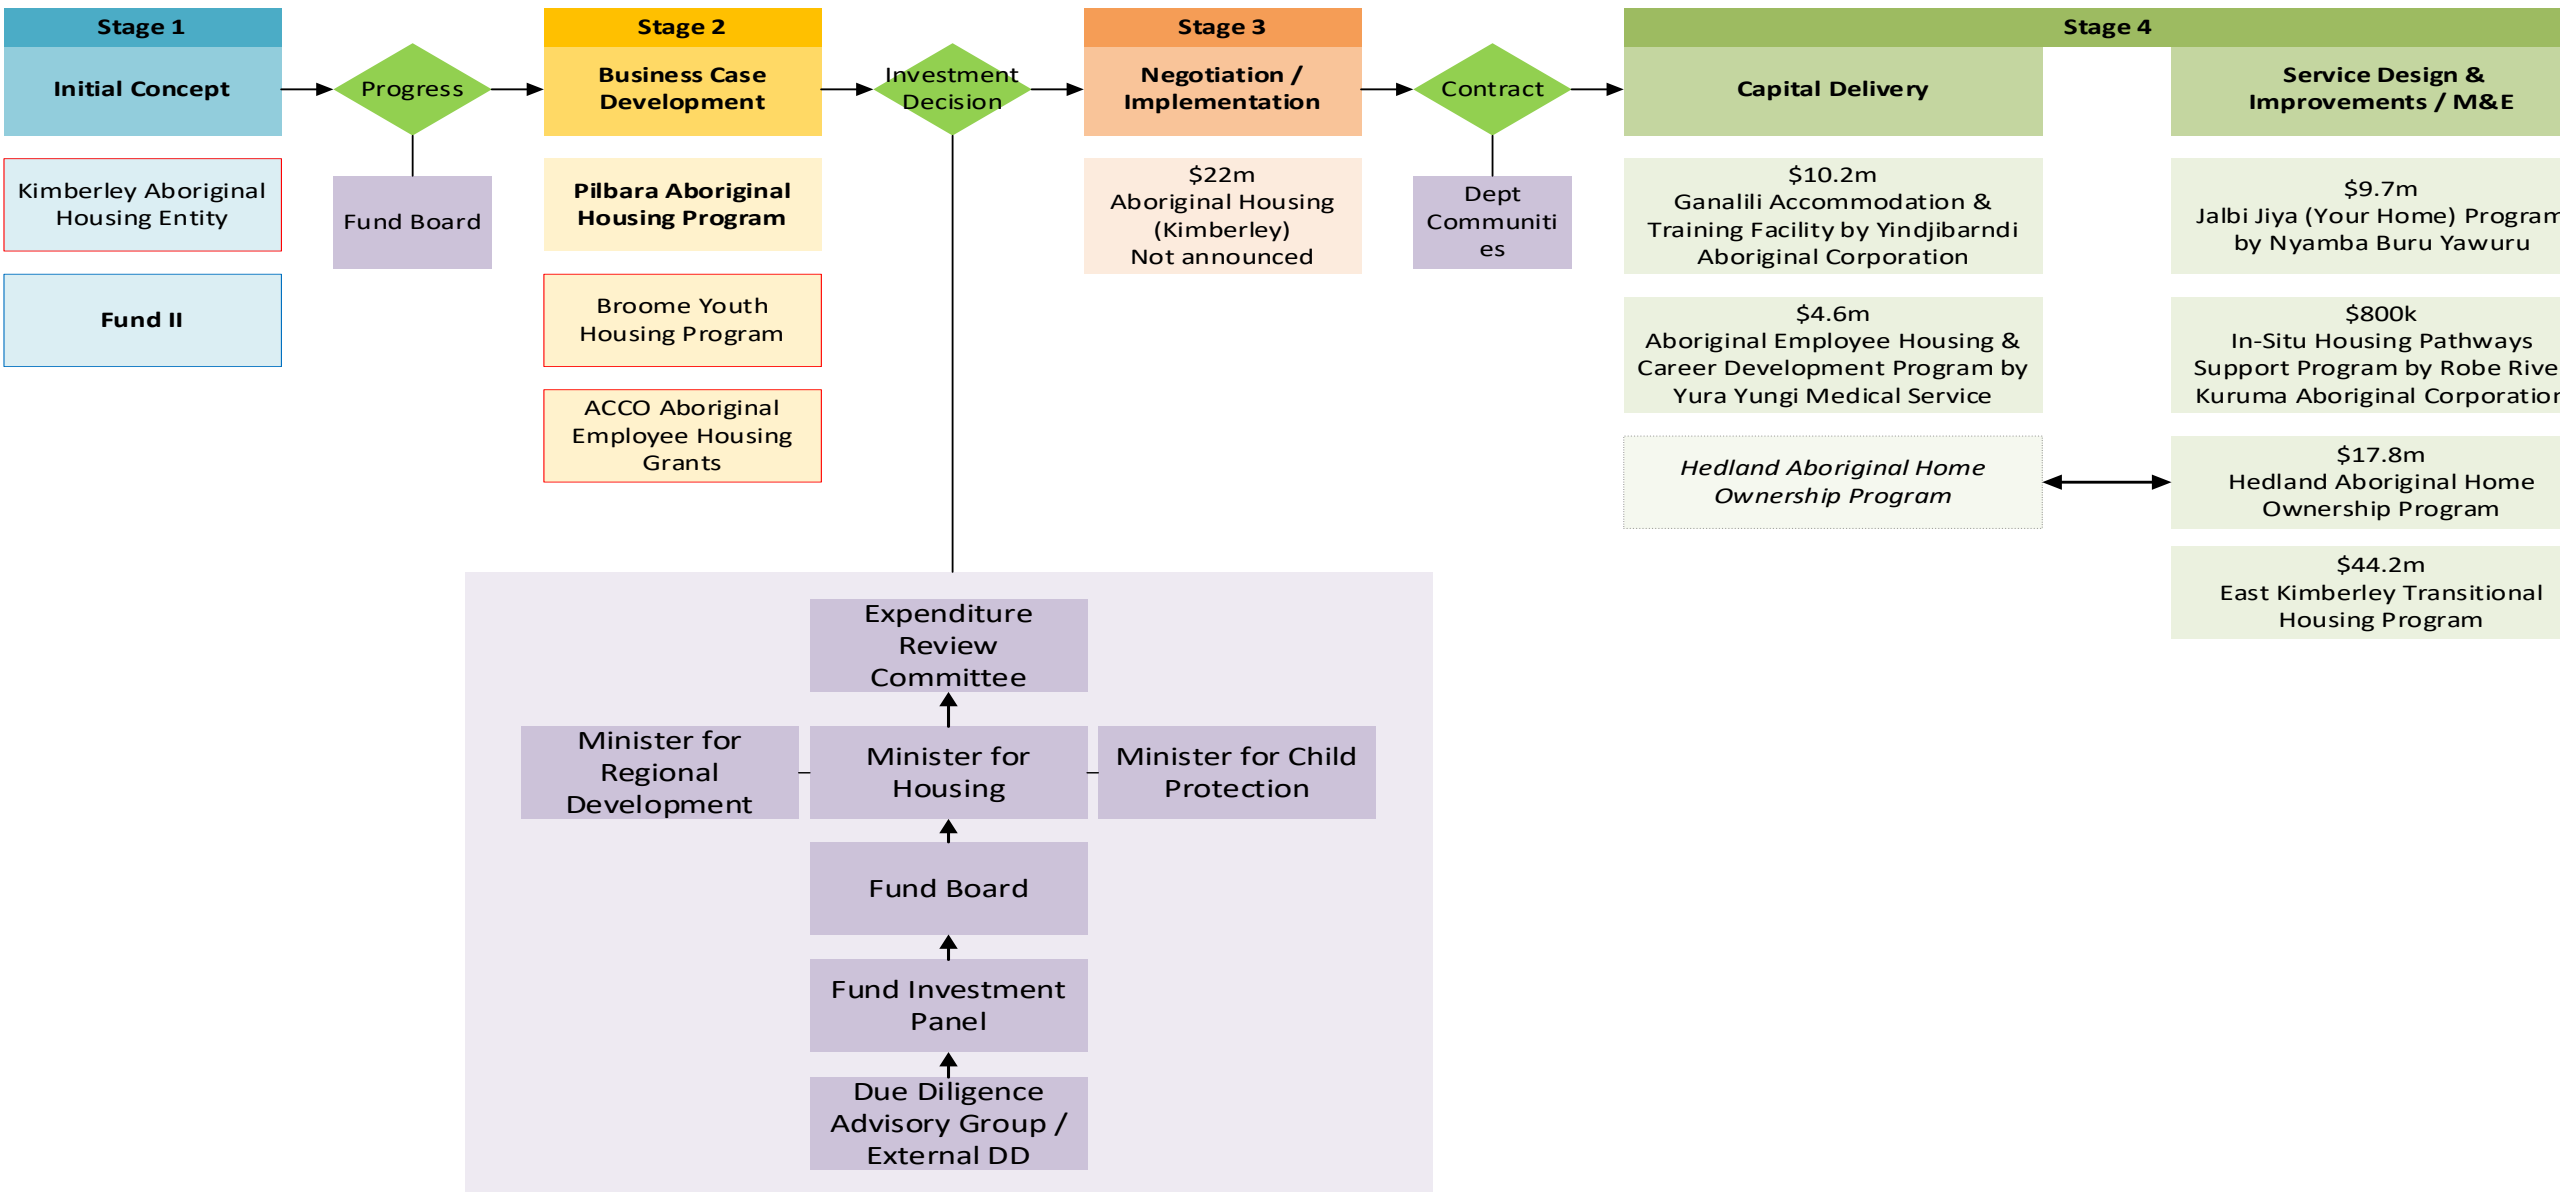 Stage 1
Initial Concept
Kimberley Aboriginal
Housing Entity
Fund II
Progress
Fund Board
Stage 2
Business Case
Development
Pilbara Aboriginal
Housing Program
Broome Youth
Housing Program
ACCO Aboriginal
Employee Housing
Grants
Investment
Decision
Stage 3
Negotiation /
Implementation
$22m
Aboriginal Housing
(Kimberley)
Not announced
Contract
Dept
Communiti
es
Stage 4
Capital Delivery
$10.2m
Ganalili Accommodation &
Training Facility by Yindjibarndi
Aboriginal Corporation
$4.6m
Aboriginal Employee Housing &
Career Development Program by
Yura Yungi Medical Service
Hedland Aboriginal Home
Ownership Program
Service Design &
Improvements / M&E
$9.7m
Jalbi Jiya (Your Home) Program
by Nyamba Buru Yawuru
$800k
In-Situ Housing Pathways
Support Program by Robe Rive
Kuruma Aboriginal Corporation
$17.8m
Hedland Aboriginal Home
Ownership Program
$44.2m
East Kimberley Transitional
Housing Program
Expenditure
Review
Committee
Minister for
Regional
Development
Minister for
Housing
Minister for Child
Protection
Fund Board
Fund Investment
Panel
Due Diligence
Advisory Group /
External DD